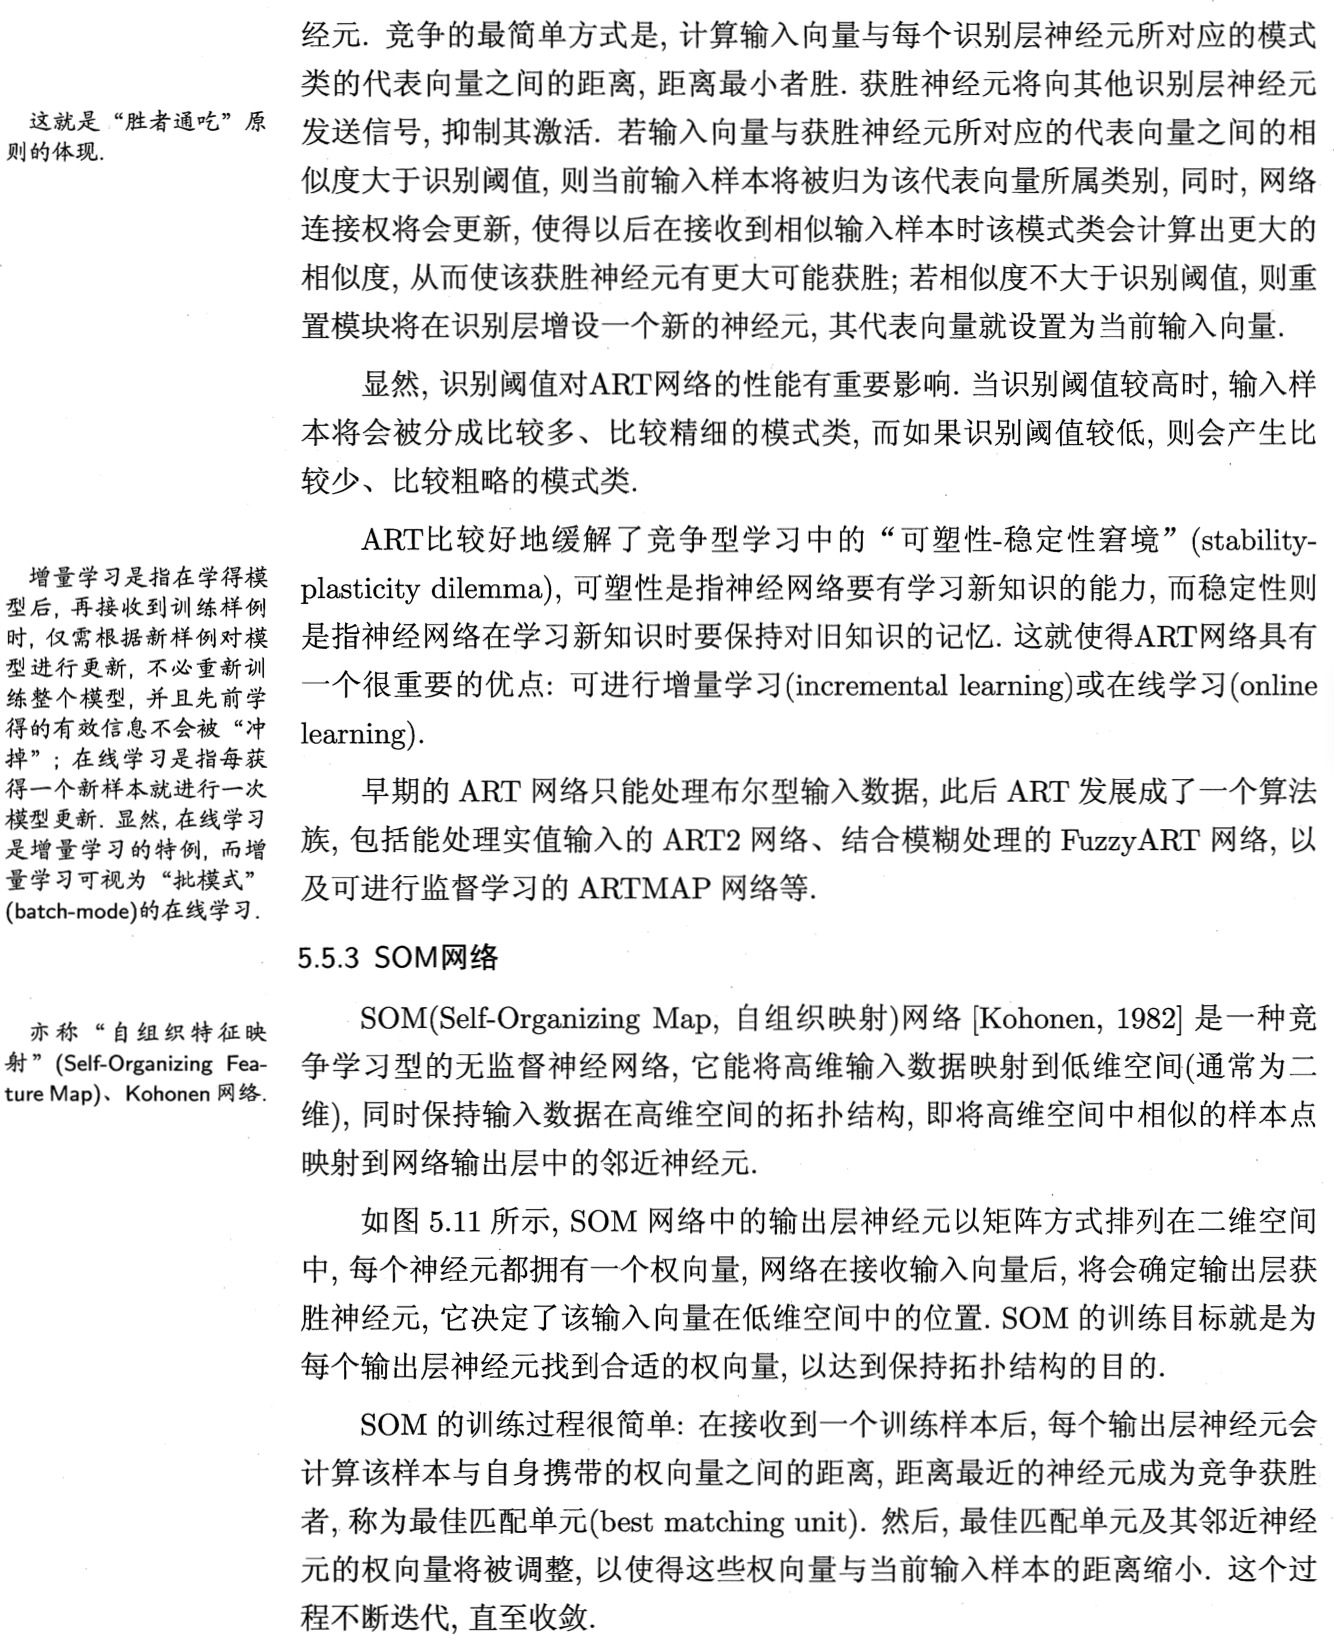 经元. 竞争的最简单方式是, 计算输入向量与每个识别层神经元所对应的模式
类的代表向量之间的距离, 距离最小者胜. 获胜神经元将向其他识别层神经元
这就是“胜者通吃”原
则的体现.
发送信号, 抑制其激活. 若输入向量与获胜神经元所对应的代表向量之间的相
似度大于识别阈值, 则当前输入样本将被归为该代表向量所属类别, 同时, 网络
连接权将会更新, 使得以后在接收到相似输入样本时该模式类会计算出更大的
相似度, 从而使该获胜神经元有更大可能获胜; 若相似度不大于识别阈值, 则重
置模块将在识别层增设一个新的神经元, 其代表向量就设置为当前输入向量.
显然, 识别阈值对ART网络的性能有重要影响. 当识别阈值较高时, 输入样
本将会被分成比较多、比较精细的模式类, 而如果识别阈值较低, 则会产生比
较少、比较粗略的模式类.
ART比较好地缓解了竞争型学习中的“可塑性-稳定性窘境”(stability-
plasticity dilemma), 可塑性是指神经网络要有学习新知识的能力, 而稳定性则
是指神经网络在学习新知识时要保持对旧知识的记忆. 这就使得ART网络具有
一个很重要的优点: 可进行增量学习(incremental learning)或在线学习(online
learning).
增量学习是指在学得模
型后, 再接收到训练样例
时, 仅需根据新样例对模
型进行更新, 不必重新训
练整个模型, 并且先前学
得的有效信息不会被“冲
掉”; 在线学习是指每获
得一个新样本就进行一次
模型更新. 显然, 在线学习
是增量学习的特例, 而增
量学习可视为“批模式”
(batch-mode)的在线学习.
早期的 ART 网络只能处理布尔型输入数据, 此后 ART 发展成了一个算法
族, 包括能处理实值输入的 ART2 网络、结合模糊处理的 FuzzyART 网络, 以
及可进行监督学习的 ARTMAP 网络等.
5.5.3 SOM网络
亦称“自组织特征映
射”(Self-Organizing Fea-
ture Map)、Kohonen 网络.
SOM(Self-Organizing Map, 自组织映射)网络 [Kohonen, 1982] 是一种竞
争学习型的无监督神经网络, 它能将高维输入数据映射到低维空间(通常为二
维), 同时保持输入数据在高维空间的拓扑结构, 即将高维空间中相似的样本点
映射到网络输出层中的邻近神经元.
如图 5.11 所示, SOM 网络中的输出层神经元以矩阵方式排列在二维空间
中, 每个神经元都拥有一个权向量, 网络在接收输入向量后, 将会确定输出层获
胜神经元, 它决定了该输入向量在低维空间中的位置. SOM 的训练目标就是为
每个输出层神经元找到合适的权向量, 以达到保持拓扑结构的目的.
SOM 的训练过程很简单: 在接收到一个训练样本后, 每个输出层神经元会
计算该样本与自身携带的权向量之间的距离, 距离最近的神经元成为竞争获胜
者, 称为最佳匹配单元(best matching unit). 然后, 最佳匹配单元及其邻近神经
元的权向量将被调整, 以使得这些权向量与当前输入样本的距离缩小. 这个过
程不断迭代, 直至收敛.